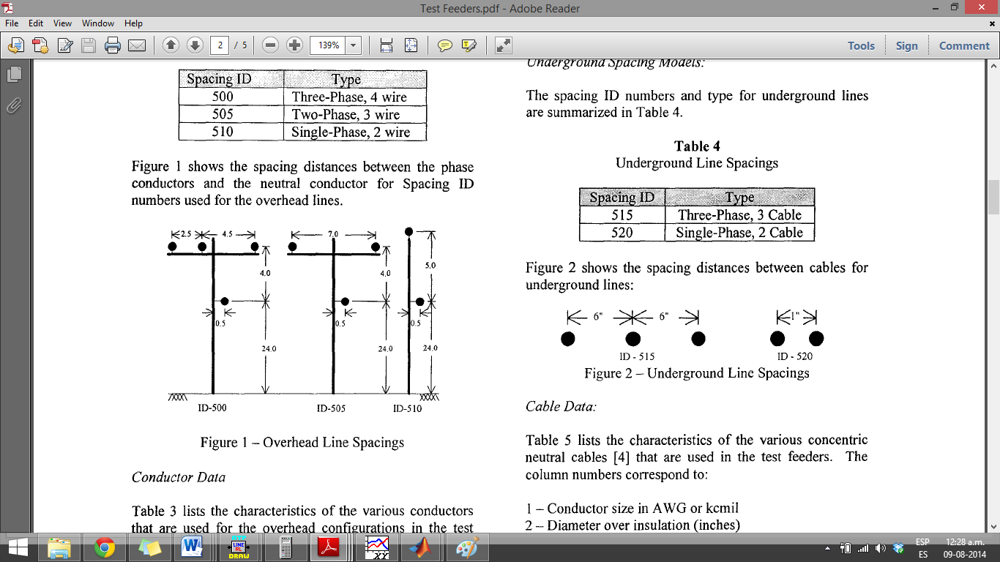 Test Feeders.pdf - Adobe Reader
File Edit View Window Help
2 / 5 139% Tools Sign Comment
Spacing ID Type
500 Three-Phase, 4 wire
505 Two-Phase, 3 wire
510 Single-Phase, 2 wire
Figure 1 shows the spacing distances between the phase
conductors and the neutral conductor for Spacing ID
numbers used for the overhead lines.
2.5 4.5 7.0
4.0 4.0 5.0
0.5 0.5 0.5
24.0 24.0 24.0
ID-500 ID-505 ID-510
Figure 1 – Overhead Line Spacings
Conductor Data
Table 3 lists the characteristics of the various conductors
that are used for the overhead configurations in the test
Underground Spacing Models:
The spacing ID numbers and type for underground lines
are summarized in Table 4.
Table 4
Underground Line Spacings
Spacing ID Type
515 Three-Phase, 3 Cable
520 Single-Phase, 2 Cable
Figure 2 shows the spacing distances between cables for
underground lines:
6" 6" 1"
ID - 515 ID - 520
Figure 2 – Underground Line Spacings
Cable Data:
Table 5 lists the characteristics of the various concentric
neutral cables [4] that are used in the test feeders. The
column numbers correspond to:
1 – Conductor size in AWG or kcmil
2 – Diameter over insulation (inches)
LINE
RL
DRAW
XY
ESP 12:28 a.m.
ES 09-08-2014